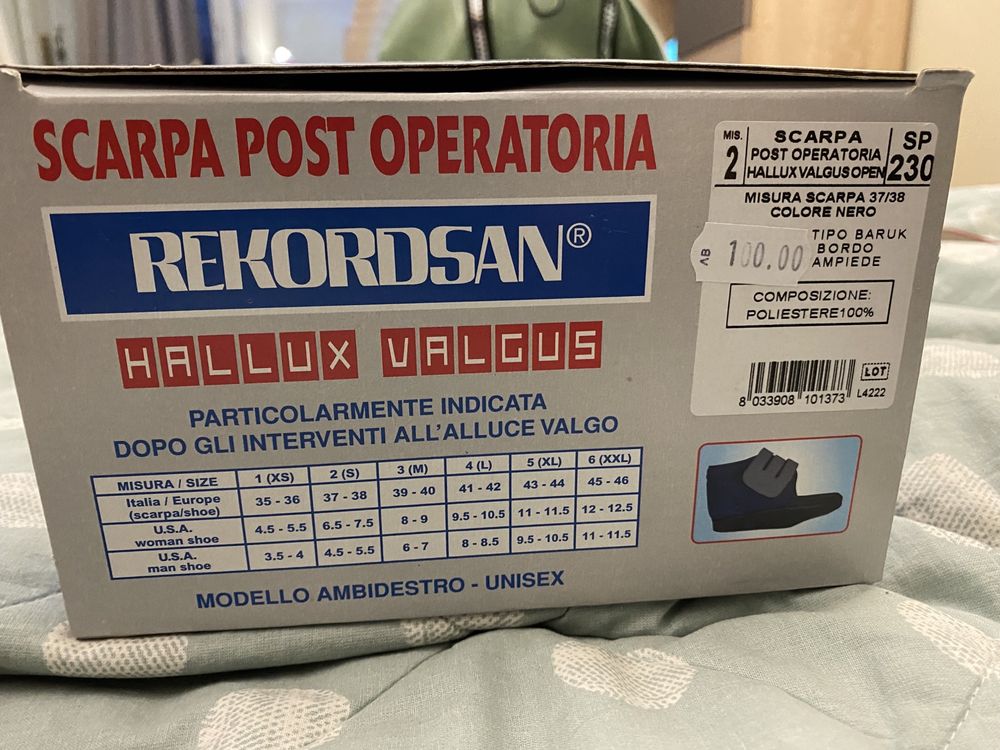 SCARPA POST OPERATORIA
REKORDSAN®
HALLUX VALGUS
PARTICOLARMENTE INDICATA
DOPO GLI INTERVENTI ALL'ALLUCE VALGO
MISURA / SIZE 1 (XS) 2 (S) 3 (M) 4 (L) 5 (XL) 6 (XXL)
Italia / Europe (scarpa/shoe) 35 - 36 37 - 38 39 - 40 41 - 42 43 - 44 45 - 46
U.S.A. woman shoe 4.5 - 5.5 6.5 - 7.5 8 - 9 9.5 - 10.5 11 - 11.5 12 - 12.5
U.S.A. man shoe 3.5 - 4 4.5 - 5.5 6 - 7 8 - 8.5 9.5 - 10.5 11 - 11.5
MODELLO AMBIDESTRO - UNISEX
MIS. 2
SCARPA
POST OPERATORIA
HALLUXVALGUSOPEN
SP 230
MISURA SCARPA 37/38
COLORE NERO
TIPO BARUK
BORDO
AMPIEDE
AB 100.00
COMPOSIZIONE:
POLIESTERE100%
8 033908 101373
LOT
L4222